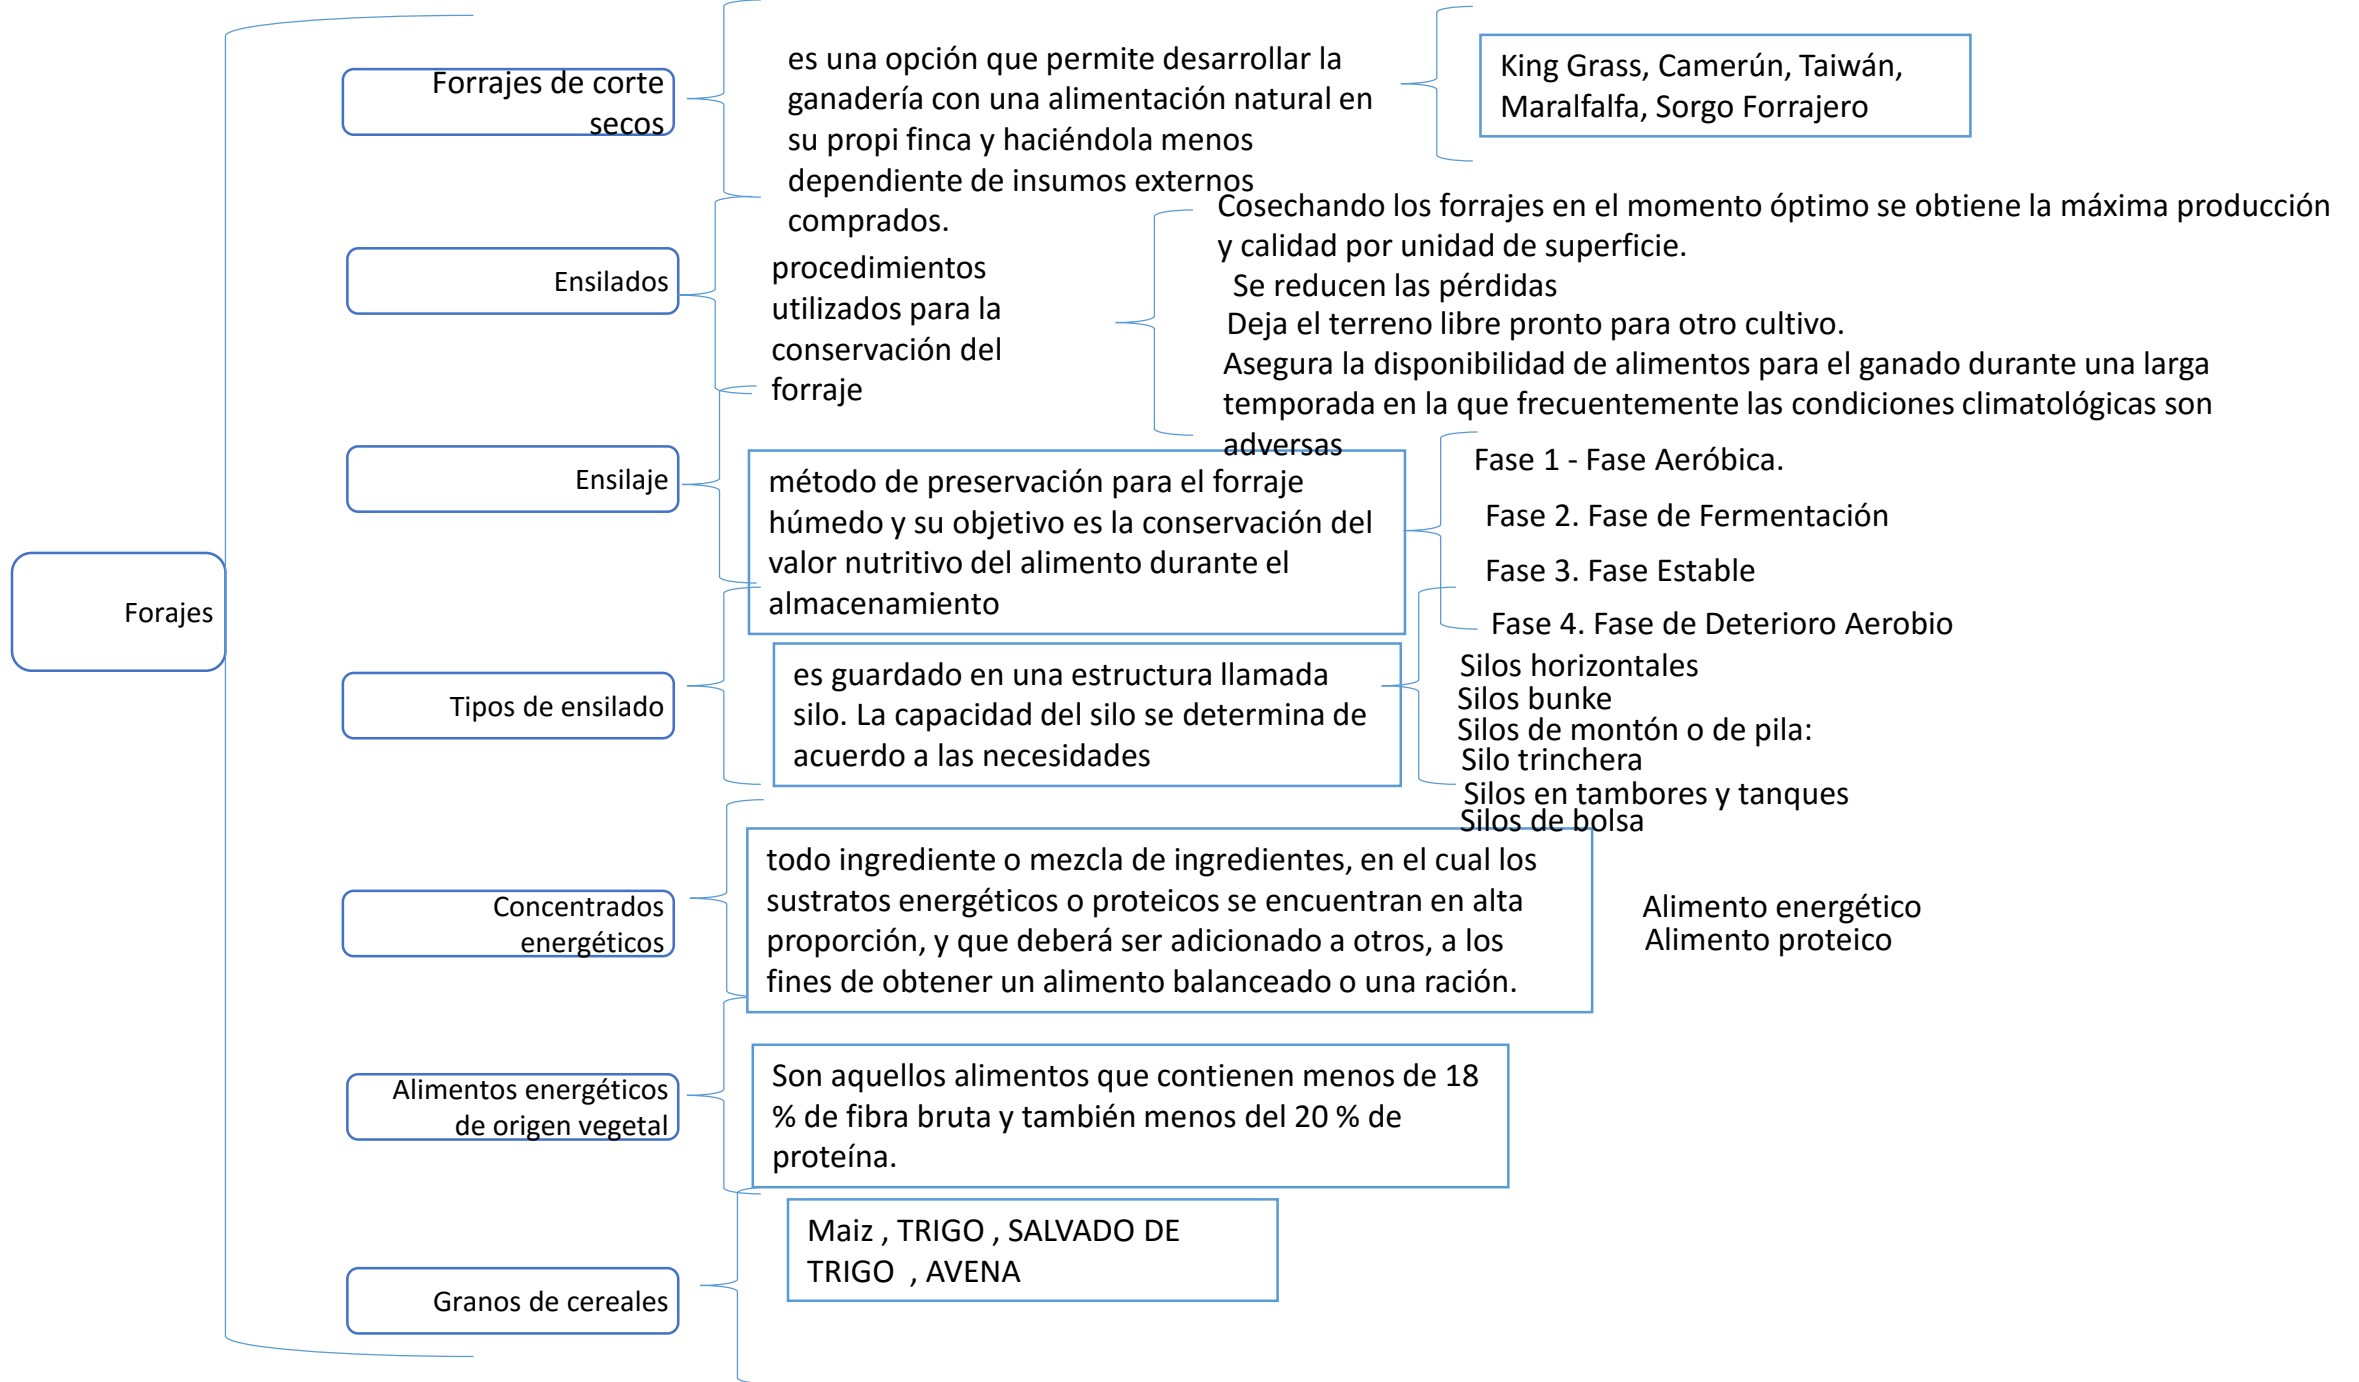 Forajes
Forrajes de corte
secos
es una opción que permite desarrollar la
ganadería con una alimentación natural en
su propi finca y haciéndola menos
dependiente de insumos externos
comprados.
King Grass, Camerún, Taiwán,
Maralfalfa, Sorgo Forrajero
Ensilados
procedimientos
utilizados para la
conservación del
forraje
Cosechando los forrajes en el momento óptimo se obtiene la máxima producción
y calidad por unidad de superficie.
Se reducen las pérdidas
Deja el terreno libre pronto para otro cultivo.
Asegura la disponibilidad de alimentos para el ganado durante una larga
temporada en la que frecuentemente las condiciones climatológicas son
adversas
Ensilaje
método de preservación para el forraje
húmedo y su objetivo es la conservación del
valor nutritivo del alimento durante el
almacenamiento
Fase 1 - Fase Aeróbica.
Fase 2. Fase de Fermentación
Fase 3. Fase Estable
Fase 4. Fase de Deterioro Aerobio
Tipos de ensilado
es guardado en una estructura llamada
silo. La capacidad del silo se determina de
acuerdo a las necesidades
Silos horizontales
Silos bunke
Silos de montón o de pila:
Silo trinchera
Silos en tambores y tanques
Silos de bolsa
Concentrados
energéticos
todo ingrediente o mezcla de ingredientes, en el cual los
sustratos energéticos o proteicos se encuentran en alta
proporción, y que deberá ser adicionado a otros, a los
fines de obtener un alimento balanceado o una ración.
Alimento energético
Alimento proteico
Alimentos energéticos
de origen vegetal
Son aquellos alimentos que contienen menos de 18
% de fibra bruta y también menos del 20 % de
proteína.
Granos de cereales
Maiz , TRIGO , SALVADO DE
TRIGO  , AVENA